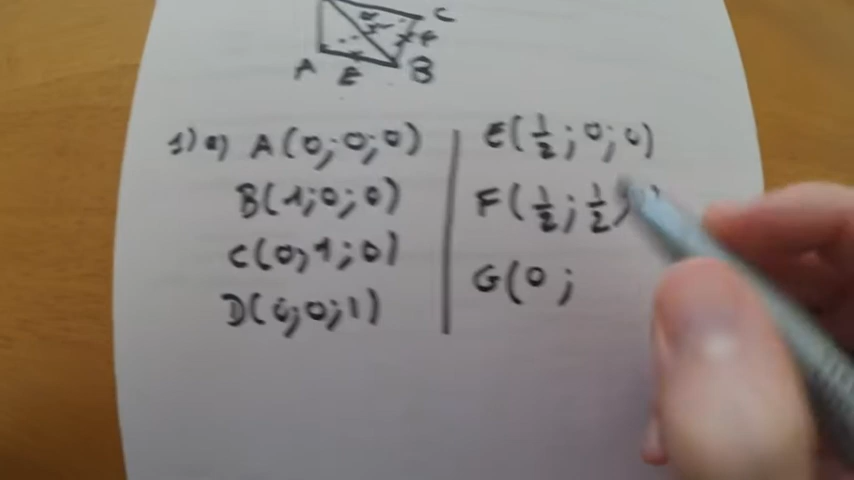 C
F
A E B
1) a) A(0;0;0)
B(1;0;0)
C(0,1;0)
D(0;0;1)
E(1/2;0;0)
F(1/2;1/2;
G(0;